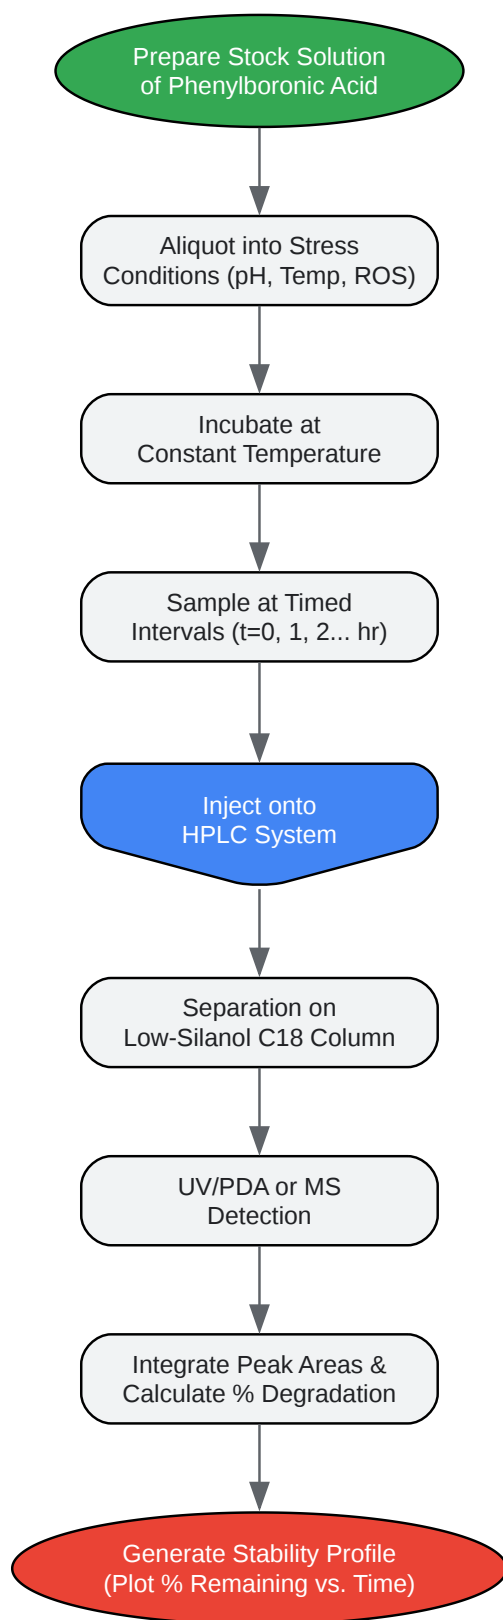 Prepare Stock Solution
of Phenylboronic Acid
Aliquot into Stress
Conditions (pH, Temp, ROS)
Incubate at
Constant Temperature
Sample at Timed
Intervals (t=0, 1, 2... hr)
Inject onto
HPLC System
Separation on
Low-Silanol C18 Column
UV/PDA or MS
Detection
Integrate Peak Areas &
Calculate % Degradation
Generate Stability Profile
(Plot % Remaining vs. Time)